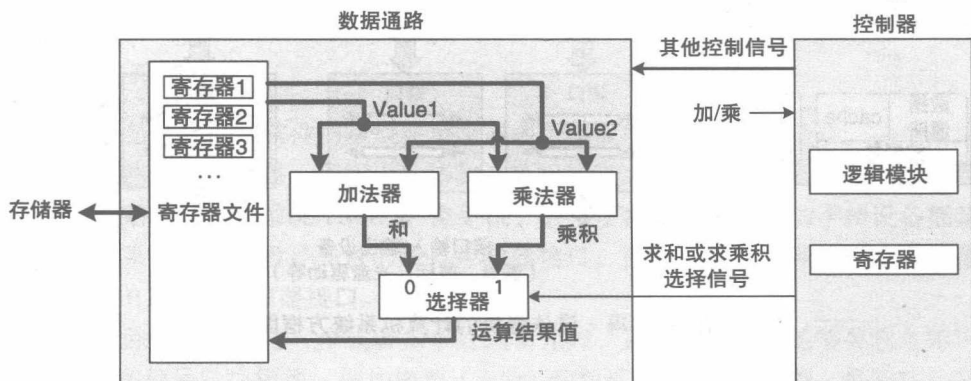 数据通路
控制器
其他控制信号
寄存器1
寄存器2
寄存器3
...
寄存器文件
存储器
Value1
Value2
加/乘
加法器
乘法器
逻辑模块
和
乘积
求和或求乘积
选择信号
寄存器
0
1
选择器
运算结果值